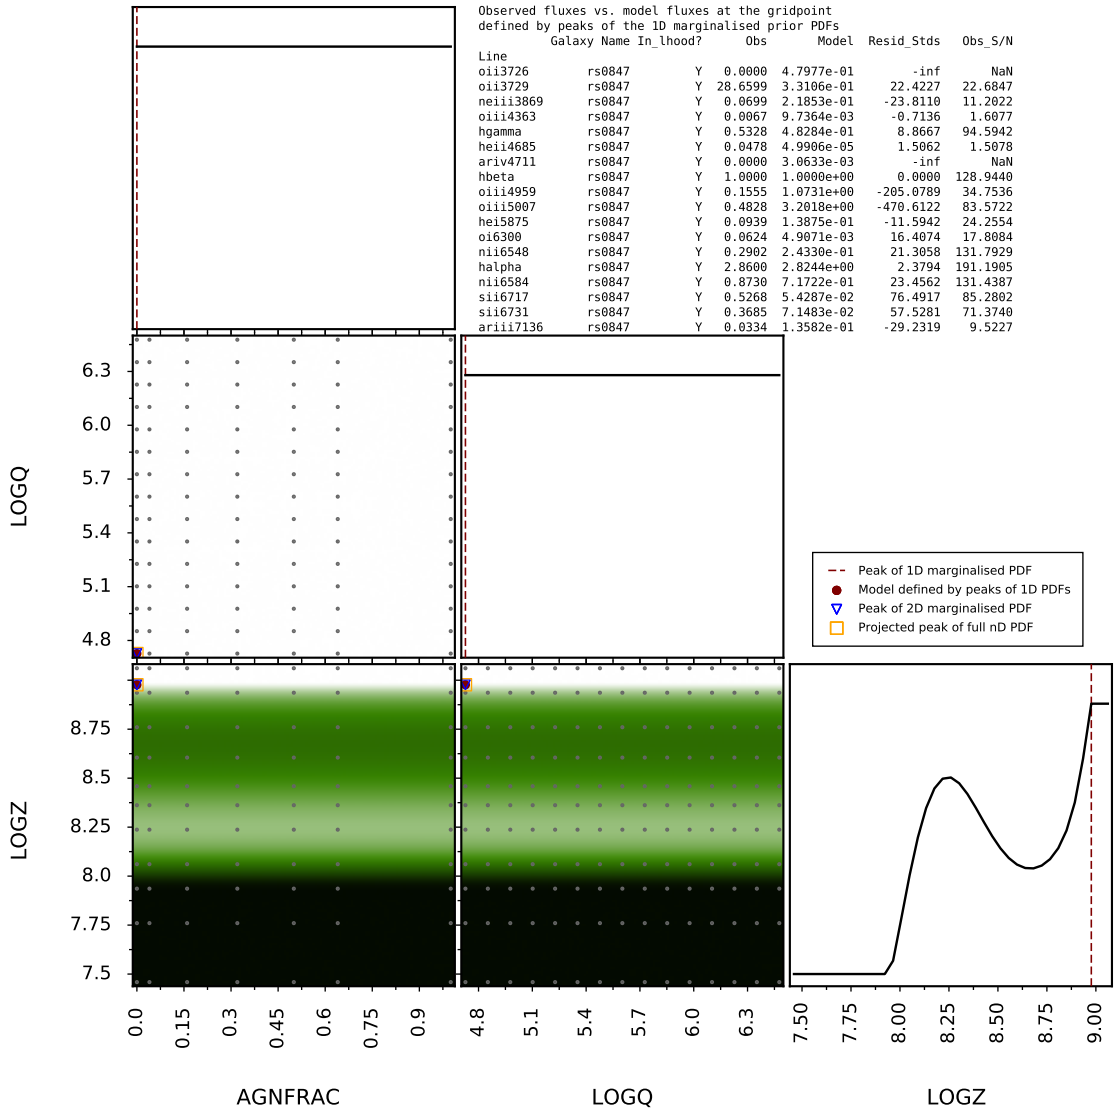 Observed fluxes vs. model fluxes at the gridpoint
defined by peaks of the 1D marginalised prior PDFs
Galaxy Name In_lhood? Obs Model Resid_Stds Obs_S/N
Line
oii3726 rs0847 Y 0.0000 4.7977e-01 -inf NaN
oii3729 rs0847 Y 28.6599 3.3106e-01 22.4227 22.6847
neiii3869 rs0847 Y 0.0699 2.1853e-01 -23.8110 11.2022
oiii4363 rs0847 Y 0.0067 9.7364e-03 -0.7136 1.6077
hgamma rs0847 Y 0.5328 4.8284e-01 8.8667 94.5942
heii4685 rs0847 Y 0.0478 4.9906e-05 1.5062 1.5078
ariv4711 rs0847 Y 0.0000 3.0633e-03 -inf NaN
hbeta rs0847 Y 1.0000 1.0000e+00 0.0000 128.9440
oiii4959 rs0847 Y 0.1555 1.0731e+00 -205.0789 34.7536
oiii5007 rs0847 Y 0.4828 3.2018e+00 -470.6122 83.5722
hei5875 rs0847 Y 0.0939 1.3875e-01 -11.5942 24.2554
oi6300 rs0847 Y 0.0624 4.9071e-03 16.4074 17.8084
nii6548 rs0847 Y 0.2902 2.4330e-01 21.3058 131.7929
halpha rs0847 Y 2.8600 2.8244e+00 2.3794 191.1905
nii6584 rs0847 Y 0.8730 7.1722e-01 23.4562 131.4387
sii6717 rs0847 Y 0.5268 5.4287e-02 76.4917 85.2802
sii6731 rs0847 Y 0.3685 7.1483e-02 57.5281 71.3740
ariii7136 rs0847 Y 0.0334 1.3582e-01 -29.2319 9.5227
LOGQ
6.3
6.0
5.7
5.4
5.1
4.8
Peak of 1D marginalised PDF
Model defined by peaks of 1D PDFs
Peak of 2D marginalised PDF
Projected peak of full nD PDF
LOGZ
8.75
8.5
8.25
8.0
7.75
7.5
0.0 0.15 0.3 0.45 0.6 0.75 0.9
4.8 5.1 5.4 5.7 6.0 6.3
7.50 7.75 8.00 8.25 8.50 8.75 9.00
AGNFRAC LOGQ LOGZ